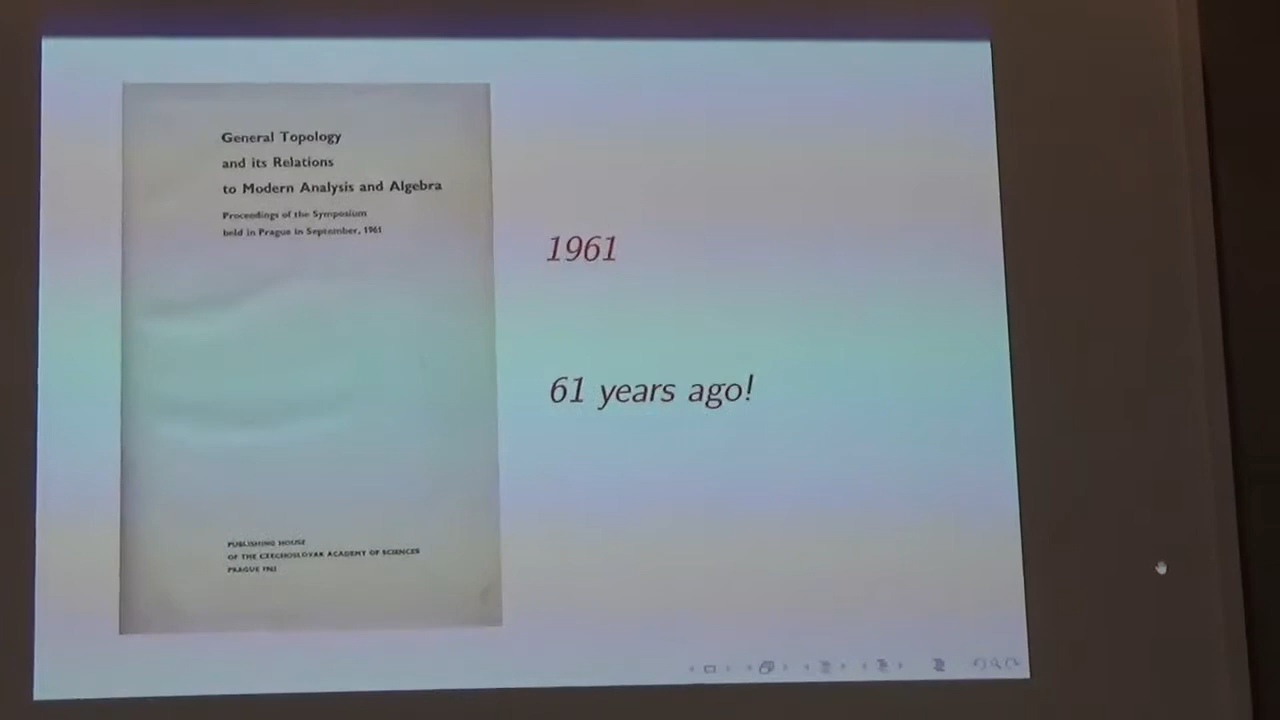 General Topology
and its Relations
to Modern Analysis and Algebra
Proceedings of the Symposium
held in Prague in September, 1961
PUBLISHING HOUSE
OF THE CZECHOSLOVAK ACADEMY OF SCIENCES
PRAGUE
1961
61 years ago!